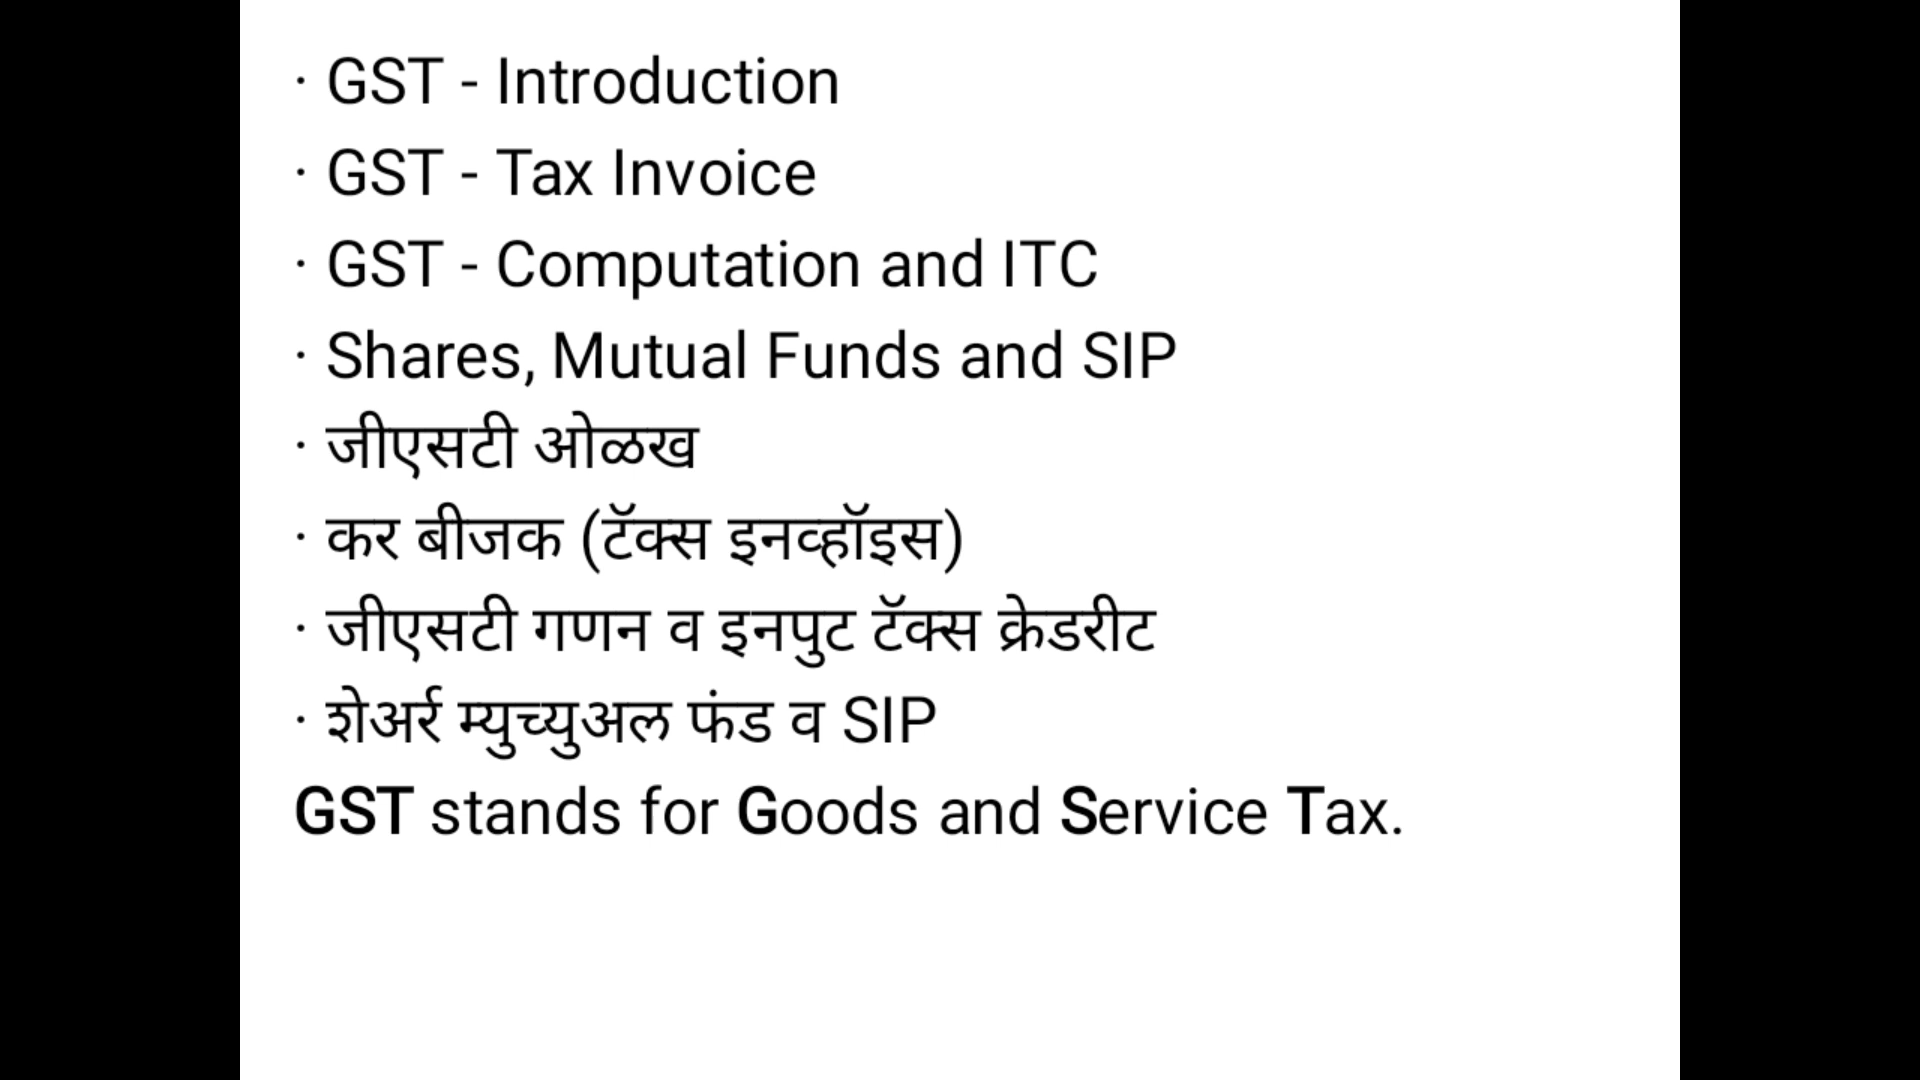 · GST - Introduction
· GST - Tax Invoice
· GST - Computation and ITC
· Shares, Mutual Funds and SIP
· जीएसटी ओळख
· कर बीजक (टॅक्स इनव्हॉइस)
· जीएसटी गणन व इनपुट टॅक्स क्रेडरीट
· शेअर्र म्युच्युअल फंड व SIP
GST stands for Goods and Service Tax.